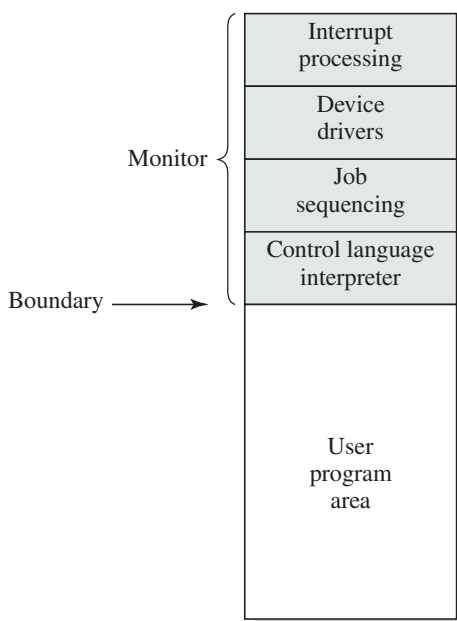 Interrupt
processing
Device
drivers
Monitor
Job
sequencing
Control language
interpreter
Boundary
User
program
area